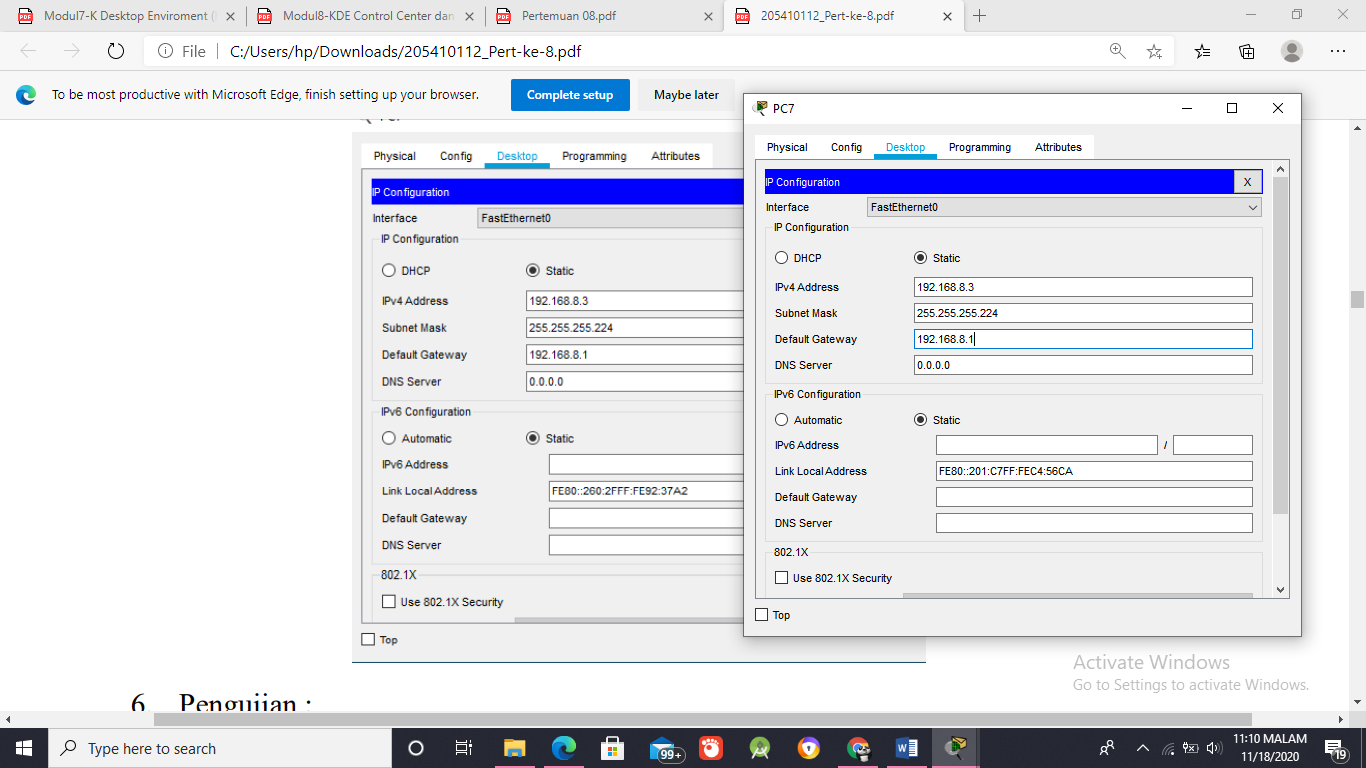 Modul7-K Desktop Enviroment (
Modul8-KDE Control Center dan
Pertemuan 08.pdf
205410112_Pert-ke-8.pdf
File
C:/Users/hp/Downloads/205410112_Pert-ke-8.pdf
To be most productive with Microsoft Edge, finish setting up your browser.
Complete setup
Maybe later
Physical
Config
Desktop
Programming
Attributes
IP Configuration
Interface
FastEthernet0
IP Configuration
DHCP
Static
IPv4 Address
192.168.8.3
Subnet Mask
255.255.255.224
Default Gateway
192.168.8.1
DNS Server
0.0.0.0
IPv6 Configuration
Automatic
Static
IPv6 Address
Link Local Address
FE80::260:2FFF:FE92:37A2
Default Gateway
DNS Server
802.1X
Use 802.1X Security
Top
6. Pengujian :
PC7
Physical
Config
Desktop
Programming
Attributes
IP Configuration
X
Interface
FastEthernet0
IP Configuration
DHCP
Static
IPv4 Address
192.168.8.3
Subnet Mask
255.255.255.224
Default Gateway
192.168.8.1
DNS Server
0.0.0.0
IPv6 Configuration
Automatic
Static
IPv6 Address
/
Link Local Address
FE80::201:C7FF:FEC4:56CA
Default Gateway
DNS Server
802.1X
Use 802.1X Security
Top
Activate Windows
Go to Settings to activate Windows.
Type here to search
99+
11:10 MALAM
11/18/2020
19